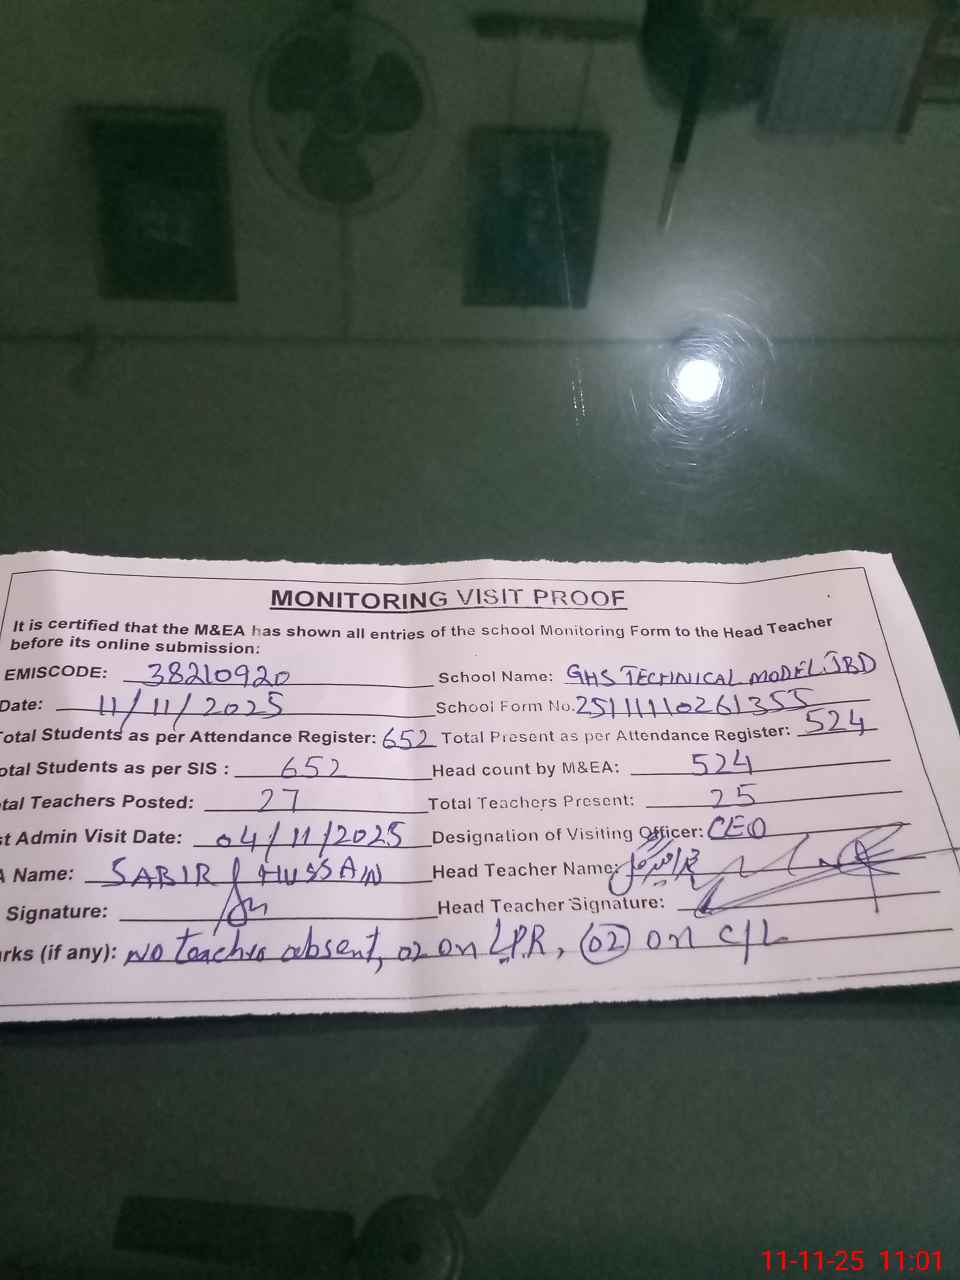 MONITORING VISIT PROOF
It is certified that the M&EA has shown all entries of the school Monitoring Form to the Head Teacher
before its online submission:
EMISCODE: 38210920 School Name: GHS TECHNICAL MODEL JBD
Date: 11/11/2025 School Form No. 25111110261355
otal Students as per Attendance Register: 652 Total Present as per Attendance Register: 524
otal Students as per SIS : 652 Head count by M&EA: 524
tal Teachers Posted: 27 Total Teachers Present: 25
st Admin Visit Date: 04/11/2025 Designation of Visiting Officer: CEO
A Name: SABIR HUSSAIN Head Teacher Name:
Signature: Head Teacher Signature:
rks (if any): No teacher absent, 02 on LPR, 02 on C/L
11-11-25 11:01